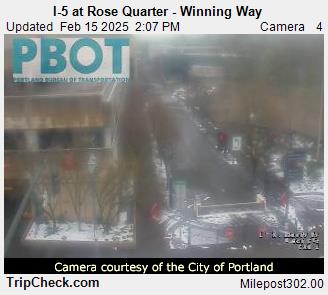 I-5 at Rose Quarter - Winning Way
Updated Feb 15 2025 2:07 PM Camera 4
PBOT
PORTLAND BUREAU OF TRANSPORTATION
Camera courtesy of the City of Portland
TripCheck.com Milepost302.00